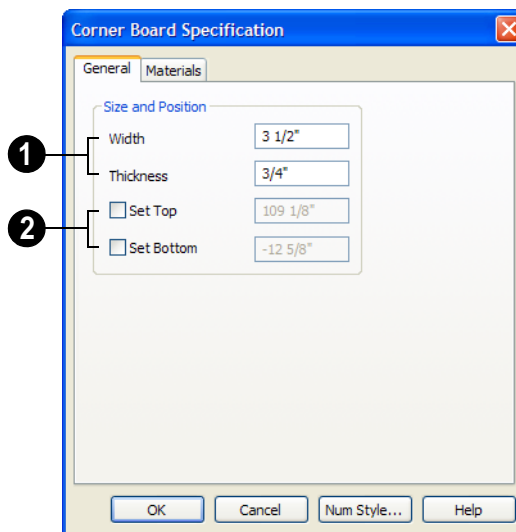 Corner Board Specification
General Materials
Size and Position
1
Width 3 1/2"
Thickness 3/4"
2
Set Top 109 1/8"
Set Bottom -12 5/8"
OK Cancel Num Style... Help